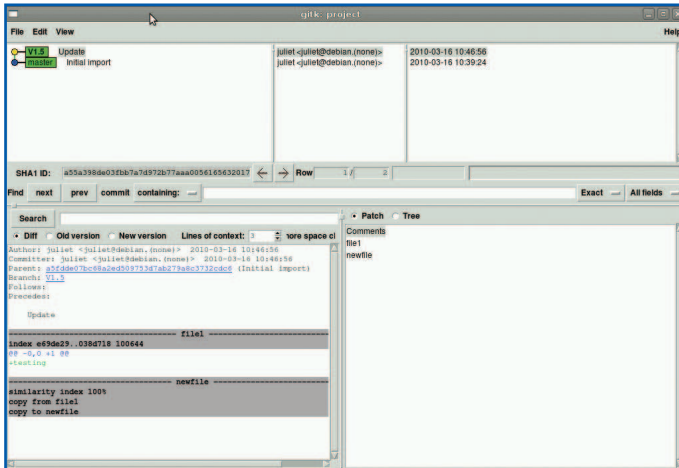 gitk: project
File Edit View Help
V1.5 Update juliet <juliet@debian.(none)> 2010-03-16 10:46:56
master Initial import juliet <juliet@debian.(none)> 2010-03-16 10:39:24
SHA1 ID: a55a398de03fbb7a7d972b77aaa0056165632017 Row 1 / 2
Find next prev commit containing: Exact All fields
Search
Patch Tree
Diff Old version New version Lines of context: 3 nore space cl
Comments
file1
newfile
Author: juliet <juliet@debian.(none)> 2010-03-16 10:46:56
Committer: juliet <juliet@debian.(none)> 2010-03-16 10:46:56
Parent: (Initial import)
Branch: V1.5
Follows:
Precedes:
Update
file1
index e69de29..038d718 100644
@@ -0,0 +1 @@
+testing
newfile
similarity index 100%
copy from file1
copy to newfile